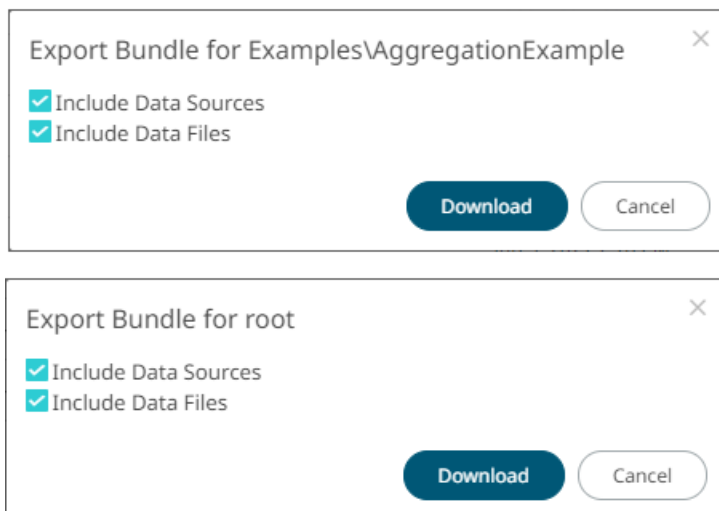 Export Bundle for Examples\AggregationExample
Include Data Sources
Include Data Files
Download Cancel
Export Bundle for root
Include Data Sources
Include Data Files
Download Cancel